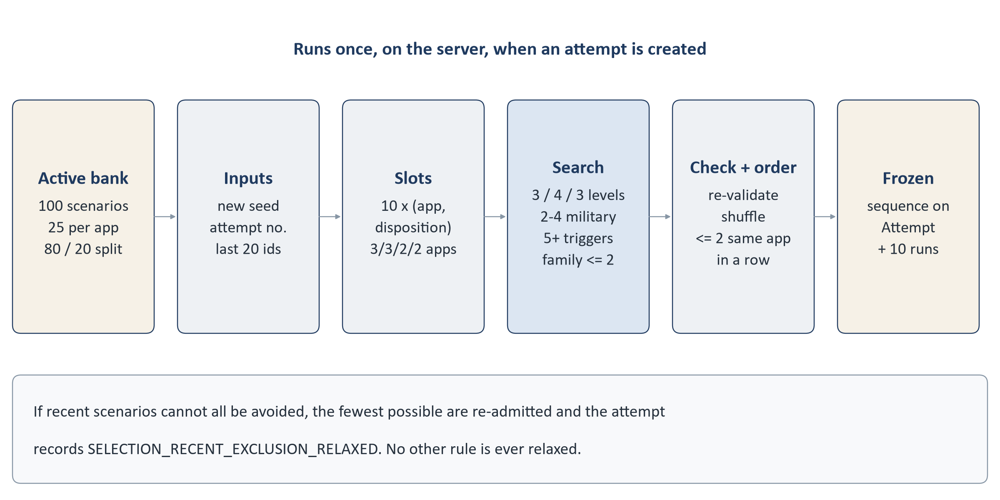 Runs once, on the server, when an attempt is created
Active bank
100 scenarios
25 per app
80 / 20 split
Inputs
new seed
attempt no.
last 20 ids
Slots
10 x (app,
disposition)
3/3/2/2 apps
Search
3 / 4 / 3 levels
2-4 military
5+ triggers
family <= 2
Check + order
re-validate
shuffle
<= 2 same app
in a row
Frozen
sequence on
Attempt
+ 10 runs
If recent scenarios cannot all be avoided, the fewest possible are re-admitted and the attempt
records SELECTION_RECENT_EXCLUSION_RELAXED. No other rule is ever relaxed.